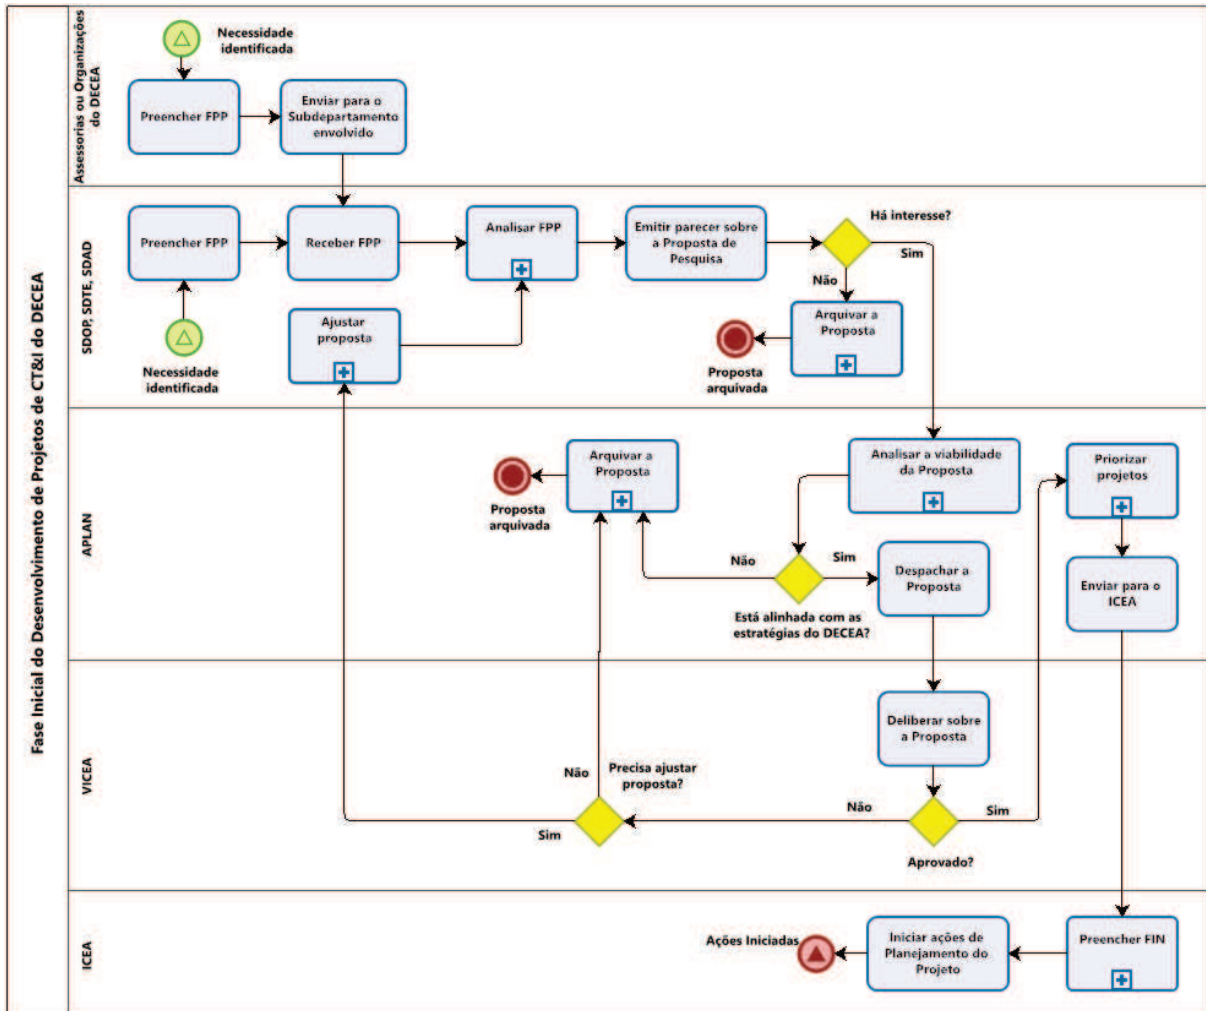 Fase Inicial do Desenvolvimento de Projetos de CT&I do DECEA
Assessorias ou Organizações
do DECEA
Necessidade
identificada
Preencher FPP
Enviar para o
Subdepartamento
envolvido
SDOP, SDTE, SDAD
Preencher FPP
Receber FPP
Analisar FPP
Emitir parecer sobre
a Proposta de
Pesquisa
Há interesse?
Sim
Não
Ajustar
proposta
Arquivar a
Proposta
Necessidade
identificada
Proposta
arquivada
APLAN
Arquivar a
Proposta
Analisar a viabilidade
da Proposta
Priorizar
projetos
Proposta
arquivada
Não
Sim
Despachar a
Proposta
Enviar para o
ICEA
Está alinhada com as
estratégias do DECEA?
VICEA
Deliberar sobre
a Proposta
Não
Precisa ajustar
proposta?
Sim
Não
Sim
Aprovado?
ICEA
Ações Iniciadas
Iniciar ações de
Planejamento do
Projeto
Preencher FIN